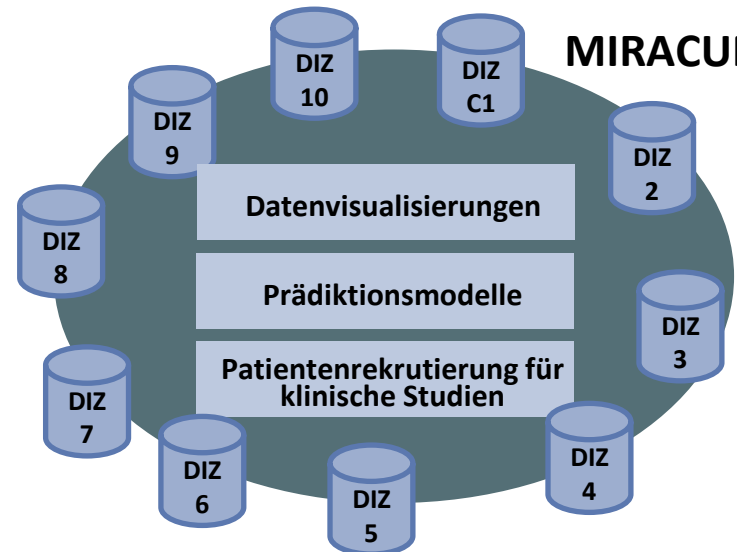 MIRACU
DIZ
10
DIZ
C1
DIZ
9
DIZ
2
DIZ
8
DIZ
3
DIZ
7
DIZ
4
DIZ
6
DIZ
5
Datenvisualisierungen
Prädiktionsmodelle
Patientenrekrutierung für
klinische Studien